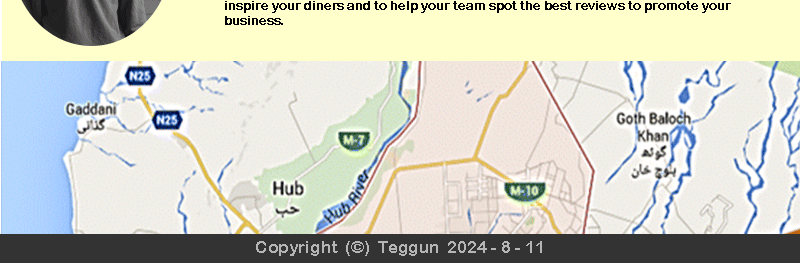 inspire your diners and to help your team spot the best reviews to promote your
business.
N25
Gaddani
گڈانی
N25
M-7
Goth Baloch
Khan
گوٹھ
بلوچ خان
Hub
حب
Hub River
M-10
Copyright (©) Teggun 2024 - 8 - 11